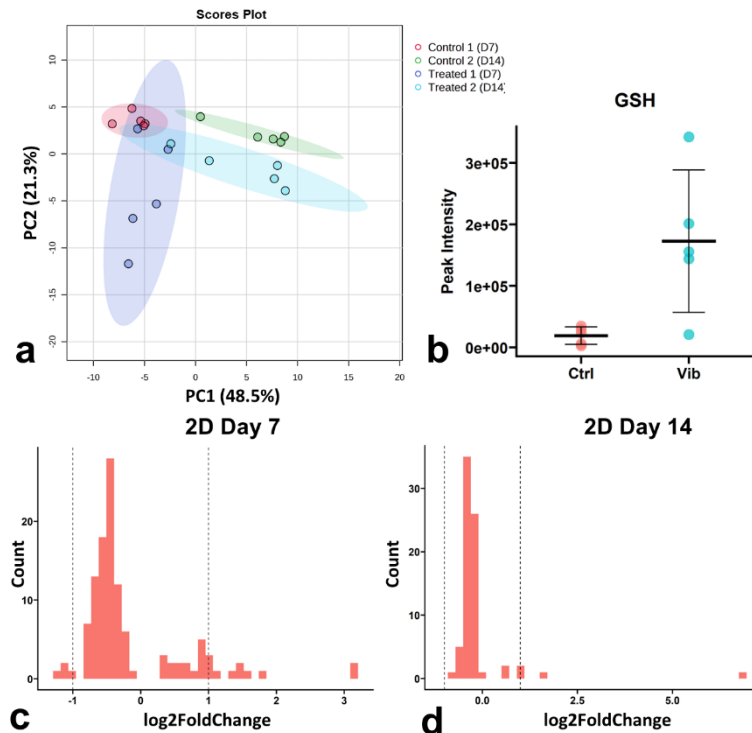 Scores Plot
Control 1 (D7)
Control 2 (D14)
Treated 1 (D7)
Treated 2 (D14)
PC2 (21.3%)
10
5
0
-5
-10
-15
-20
-10
-5
0
5
10
15
20
PC1 (48.5%)
a
GSH
Peak Intensity
3e+05
2e+05
1e+05
0e+00
Ctrl
Vib
b
2D Day 7
Count
20
10
0
-1
0
1
2
3
log2FoldChange
c
2D Day 14
Count
30
20
10
0
0.0
2.5
5.0
log2FoldChange
d